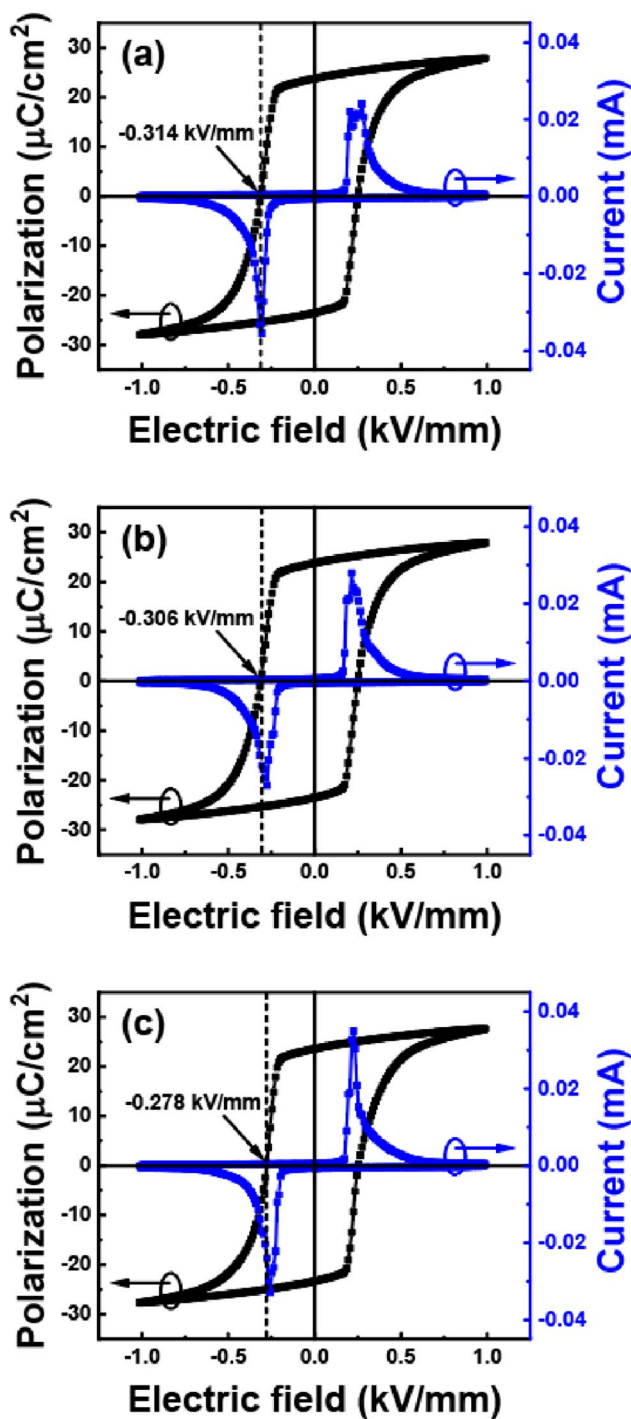 (a)
Polarization (μC/cm²)
30
20
10
0
-10
-20
-30
-0.314 kV/mm
0.04
0.02
0.00
-0.02
-0.04
Current (mA)
-1.0 -0.5 0.0 0.5 1.0
Electric field (kV/mm)
(b)
Polarization (μC/cm²)
30
20
10
0
-10
-20
-30
-0.306 kV/mm
0.04
0.02
0.00
-0.02
-0.04
Current (mA)
-1.0 -0.5 0.0 0.5 1.0
Electric field (kV/mm)
(c)
Polarization (μC/cm²)
30
20
10
0
-10
-20
-30
-0.278 kV/mm
0.04
0.02
0.00
-0.02
-0.04
Current (mA)
-1.0 -0.5 0.0 0.5 1.0
Electric field (kV/mm)